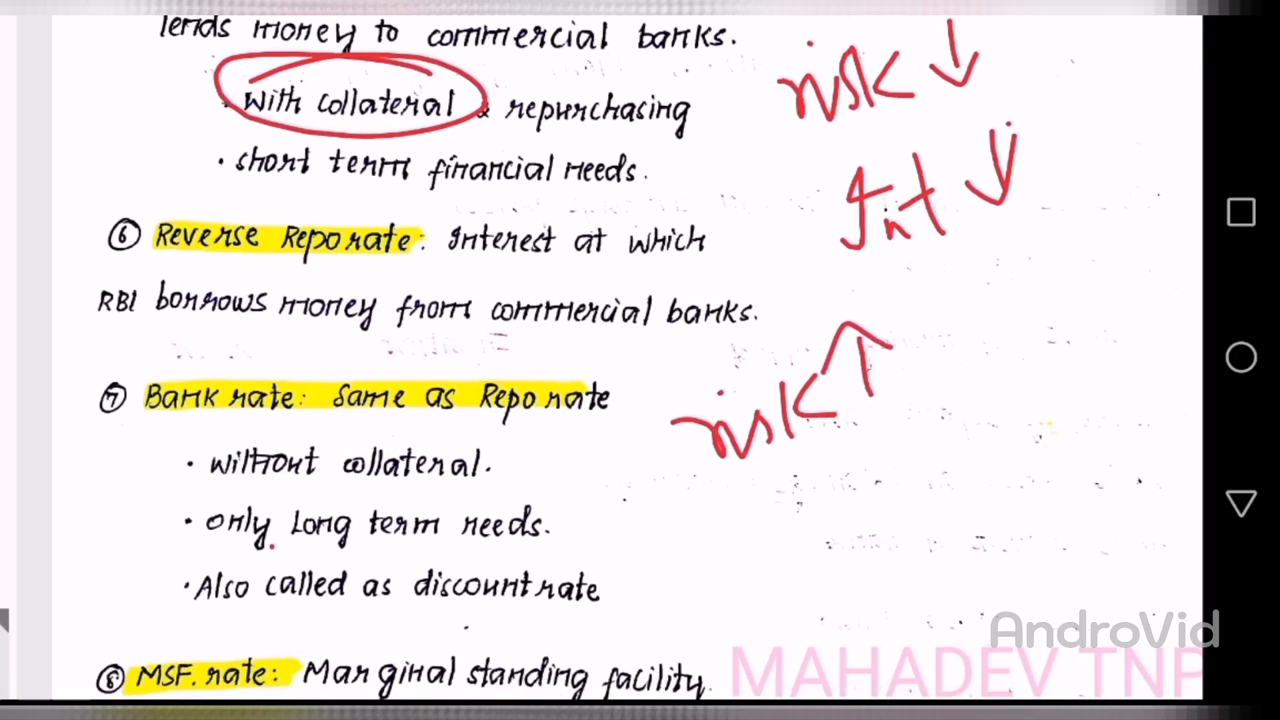 lends money to commercial banks.
· With collateral & repurchasing
· short term financial needs.
⑥ Reverse Repo rate: Interest at which
RBI borrows money from commercial banks.
⑦ Bank rate: Same as Repo rate
· without collateral.
· only Long term needs.
· Also called as discount rate
⑧ MSF. rate: Marginal standing facility.
risk ↓
Int ↓
risk ↑
AndroVid
MAHADEV TNP